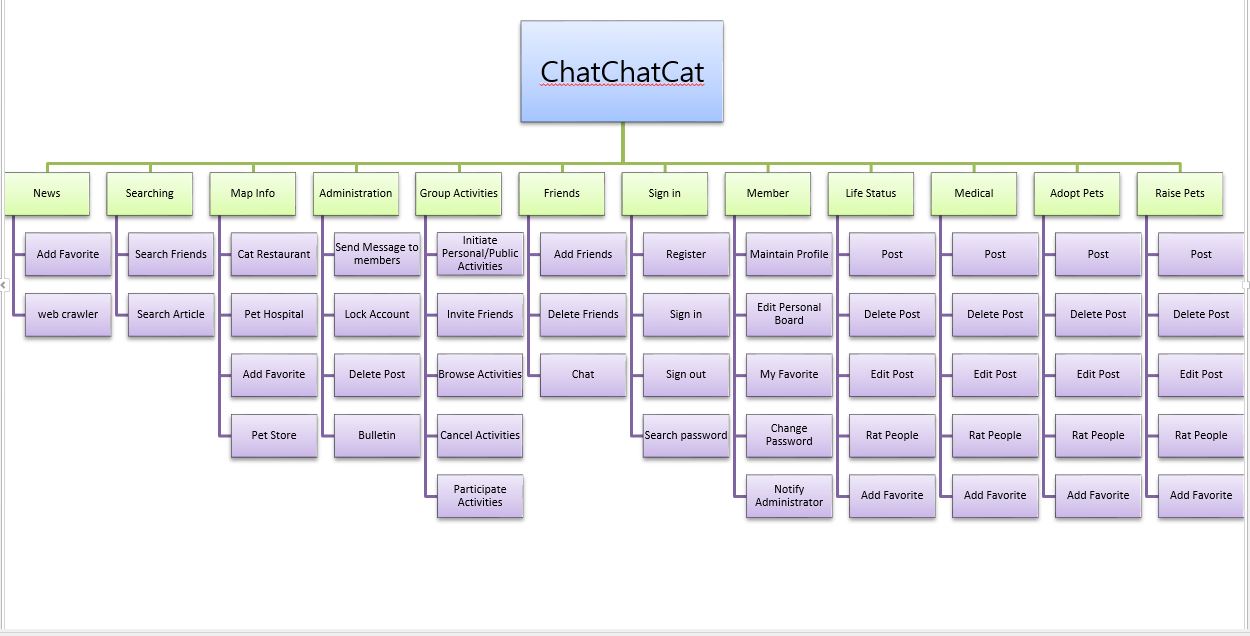 ChatChatCat
News
Searching
Map Info
Administration
Group Activities
Friends
Sign in
Member
Life Status
Medical
Adopt Pets
Raise Pets
Add Favorite
Search Friends
Cat Restaurant
Send Message to
members
Initiate
Personal/Public
Activities
Add Friends
Register
Maintain Profile
Post
Post
Post
Post
web crawler
Search Article
Pet Hospital
Lock Account
Invite Friends
Delete Friends
Sign in
Edit Personal
Board
Delete Post
Delete Post
Delete Post
Delete Post
Add Favorite
Delete Post
Browse Activities
Chat
Sign out
My Favorite
Edit Post
Edit Post
Edit Post
Edit Post
Pet Store
Bulletin
Cancel Activities
Search password
Change
Password
Rat People
Rat People
Rat People
Rat People
Participate
Activities
Notify
Administrator
Add Favorite
Add Favorite
Add Favorite
Add Favorite